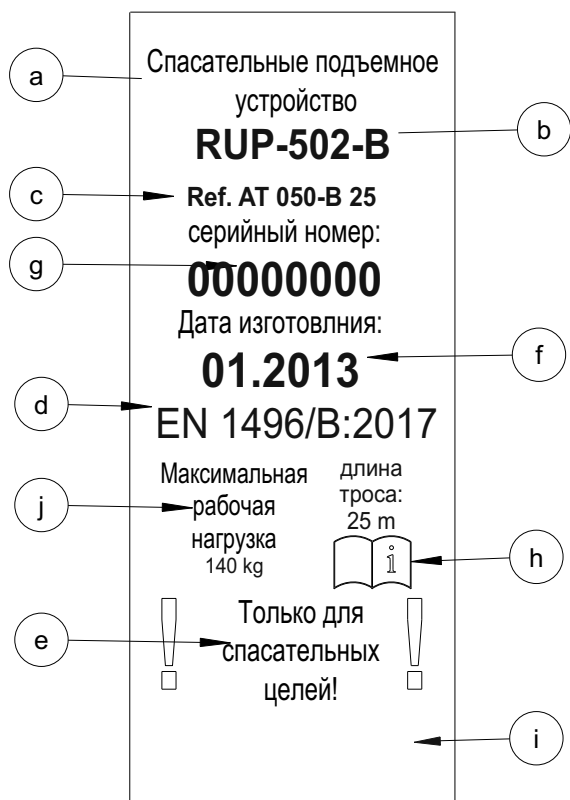 a
Спасательные подъемное
устройство
b
RUP-502-B
c
Ref. AT 050-B 25
серийный номер:
g
00000000
Дата изготовлния:
f
01.2013
d
EN 1496/B:2017
Максимальная
рабочая
нагрузка
140 kg
j
длина
троса:
25 m
i
h
! Только для !
e
спасательных
целей!
i